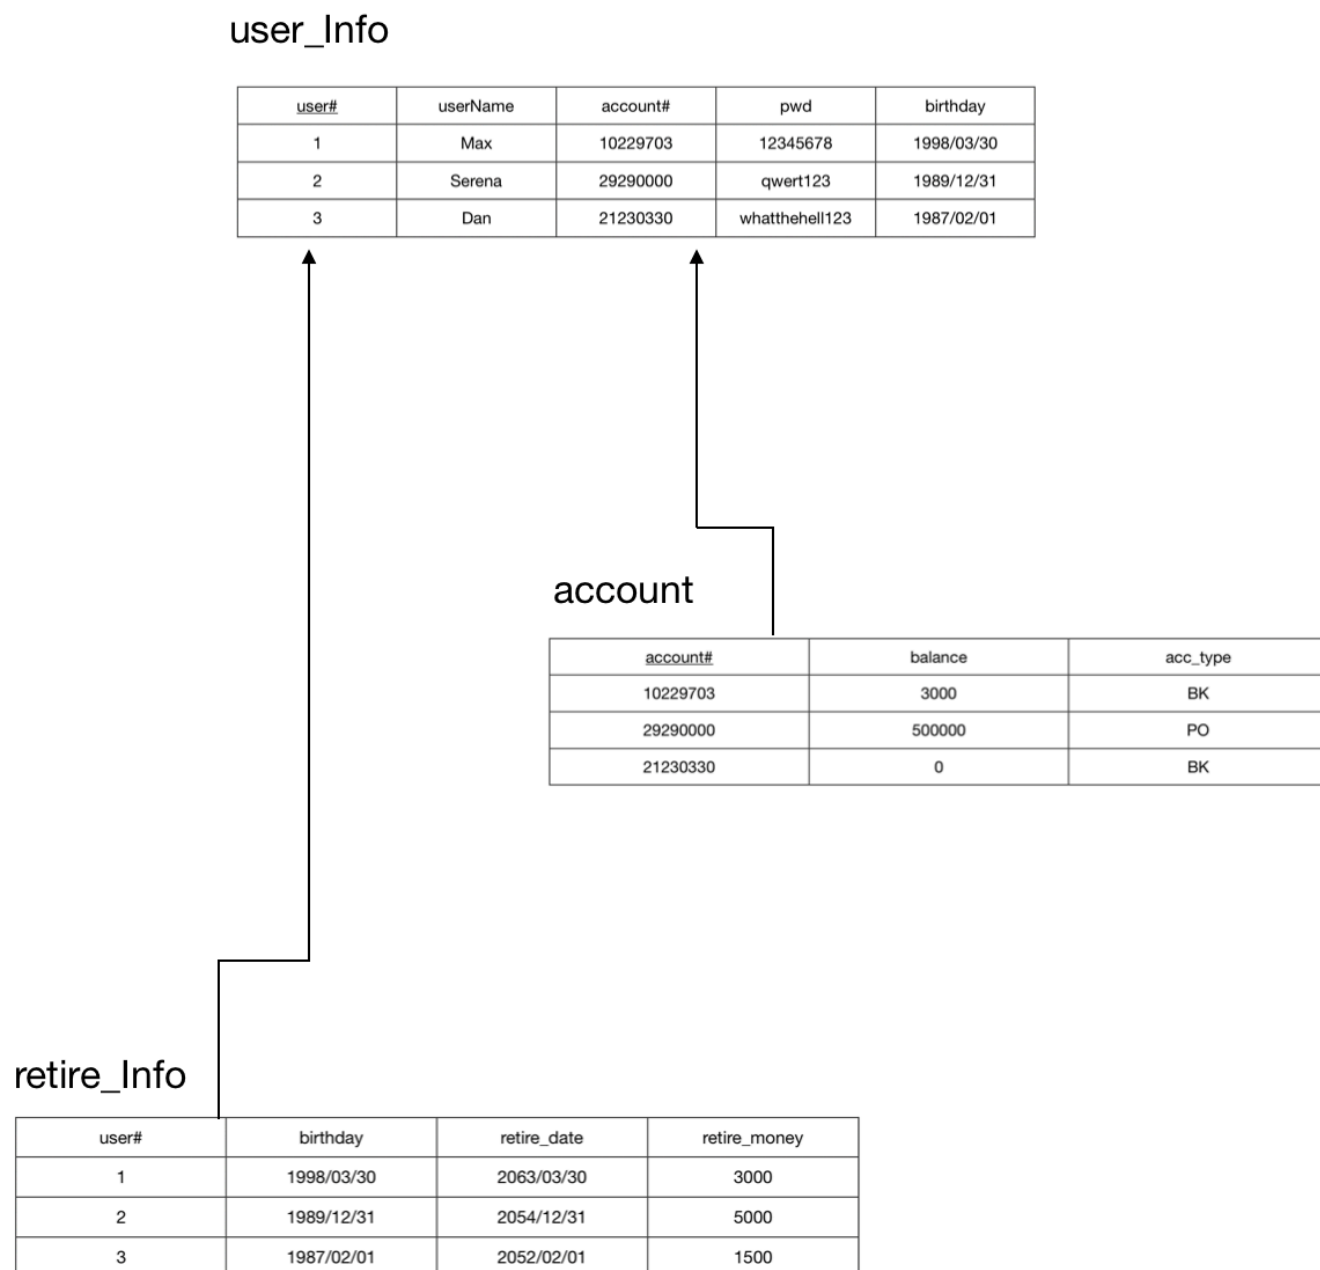 user_Info
user# userName account# pwd birthday
1 Max 10229703 12345678 1998/03/30
2 Serena 29290000 qwert123 1989/12/31
3 Dan 21230330 whatthehell123 1987/02/01
account
account# balance acc_type
10229703 3000 BK
29290000 500000 PO
21230330 0 BK
retire_Info
user# birthday retire_date retire_money
1 1998/03/30 2063/03/30 3000
2 1989/12/31 2054/12/31 5000
3 1987/02/01 2052/02/01 1500